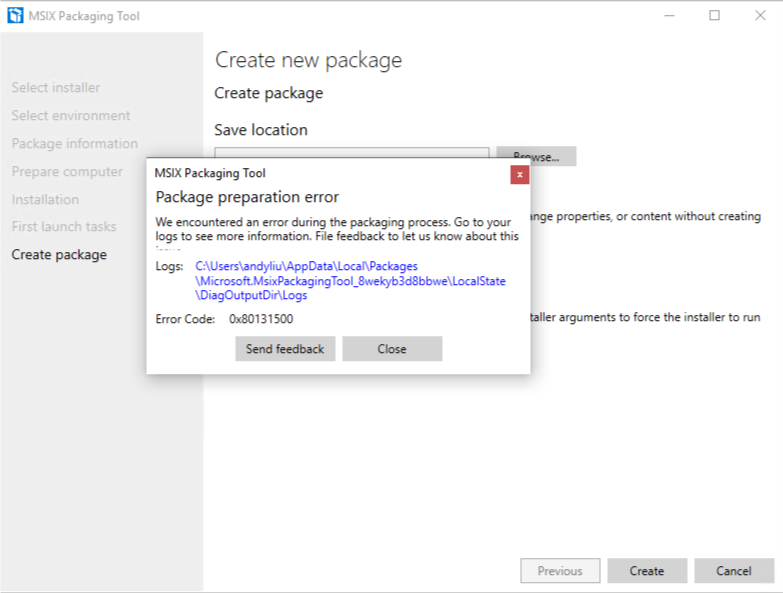 MSIX Packaging Tool
Select installer
Select environment
Package information
Prepare computer
Installation
First launch tasks
Create package
Create new package
Create package
Save location
Browse...
ange properties, or content without creating
taller arguments to force the installer to run
MSIX Packaging Tool
x
Package preparation error
We encountered an error during the packaging process. Go to your
logs to see more information. File feedback to let us know about this
Logs: C:\Users\andyliu\AppData\Local\Packages
\Microsoft.MsixPackagingTool_8wekyb3d8bbwe\LocalState
\DiagOutputDir\Logs
Error Code: 0x80131500
Send feedback Close
Previous Create Cancel